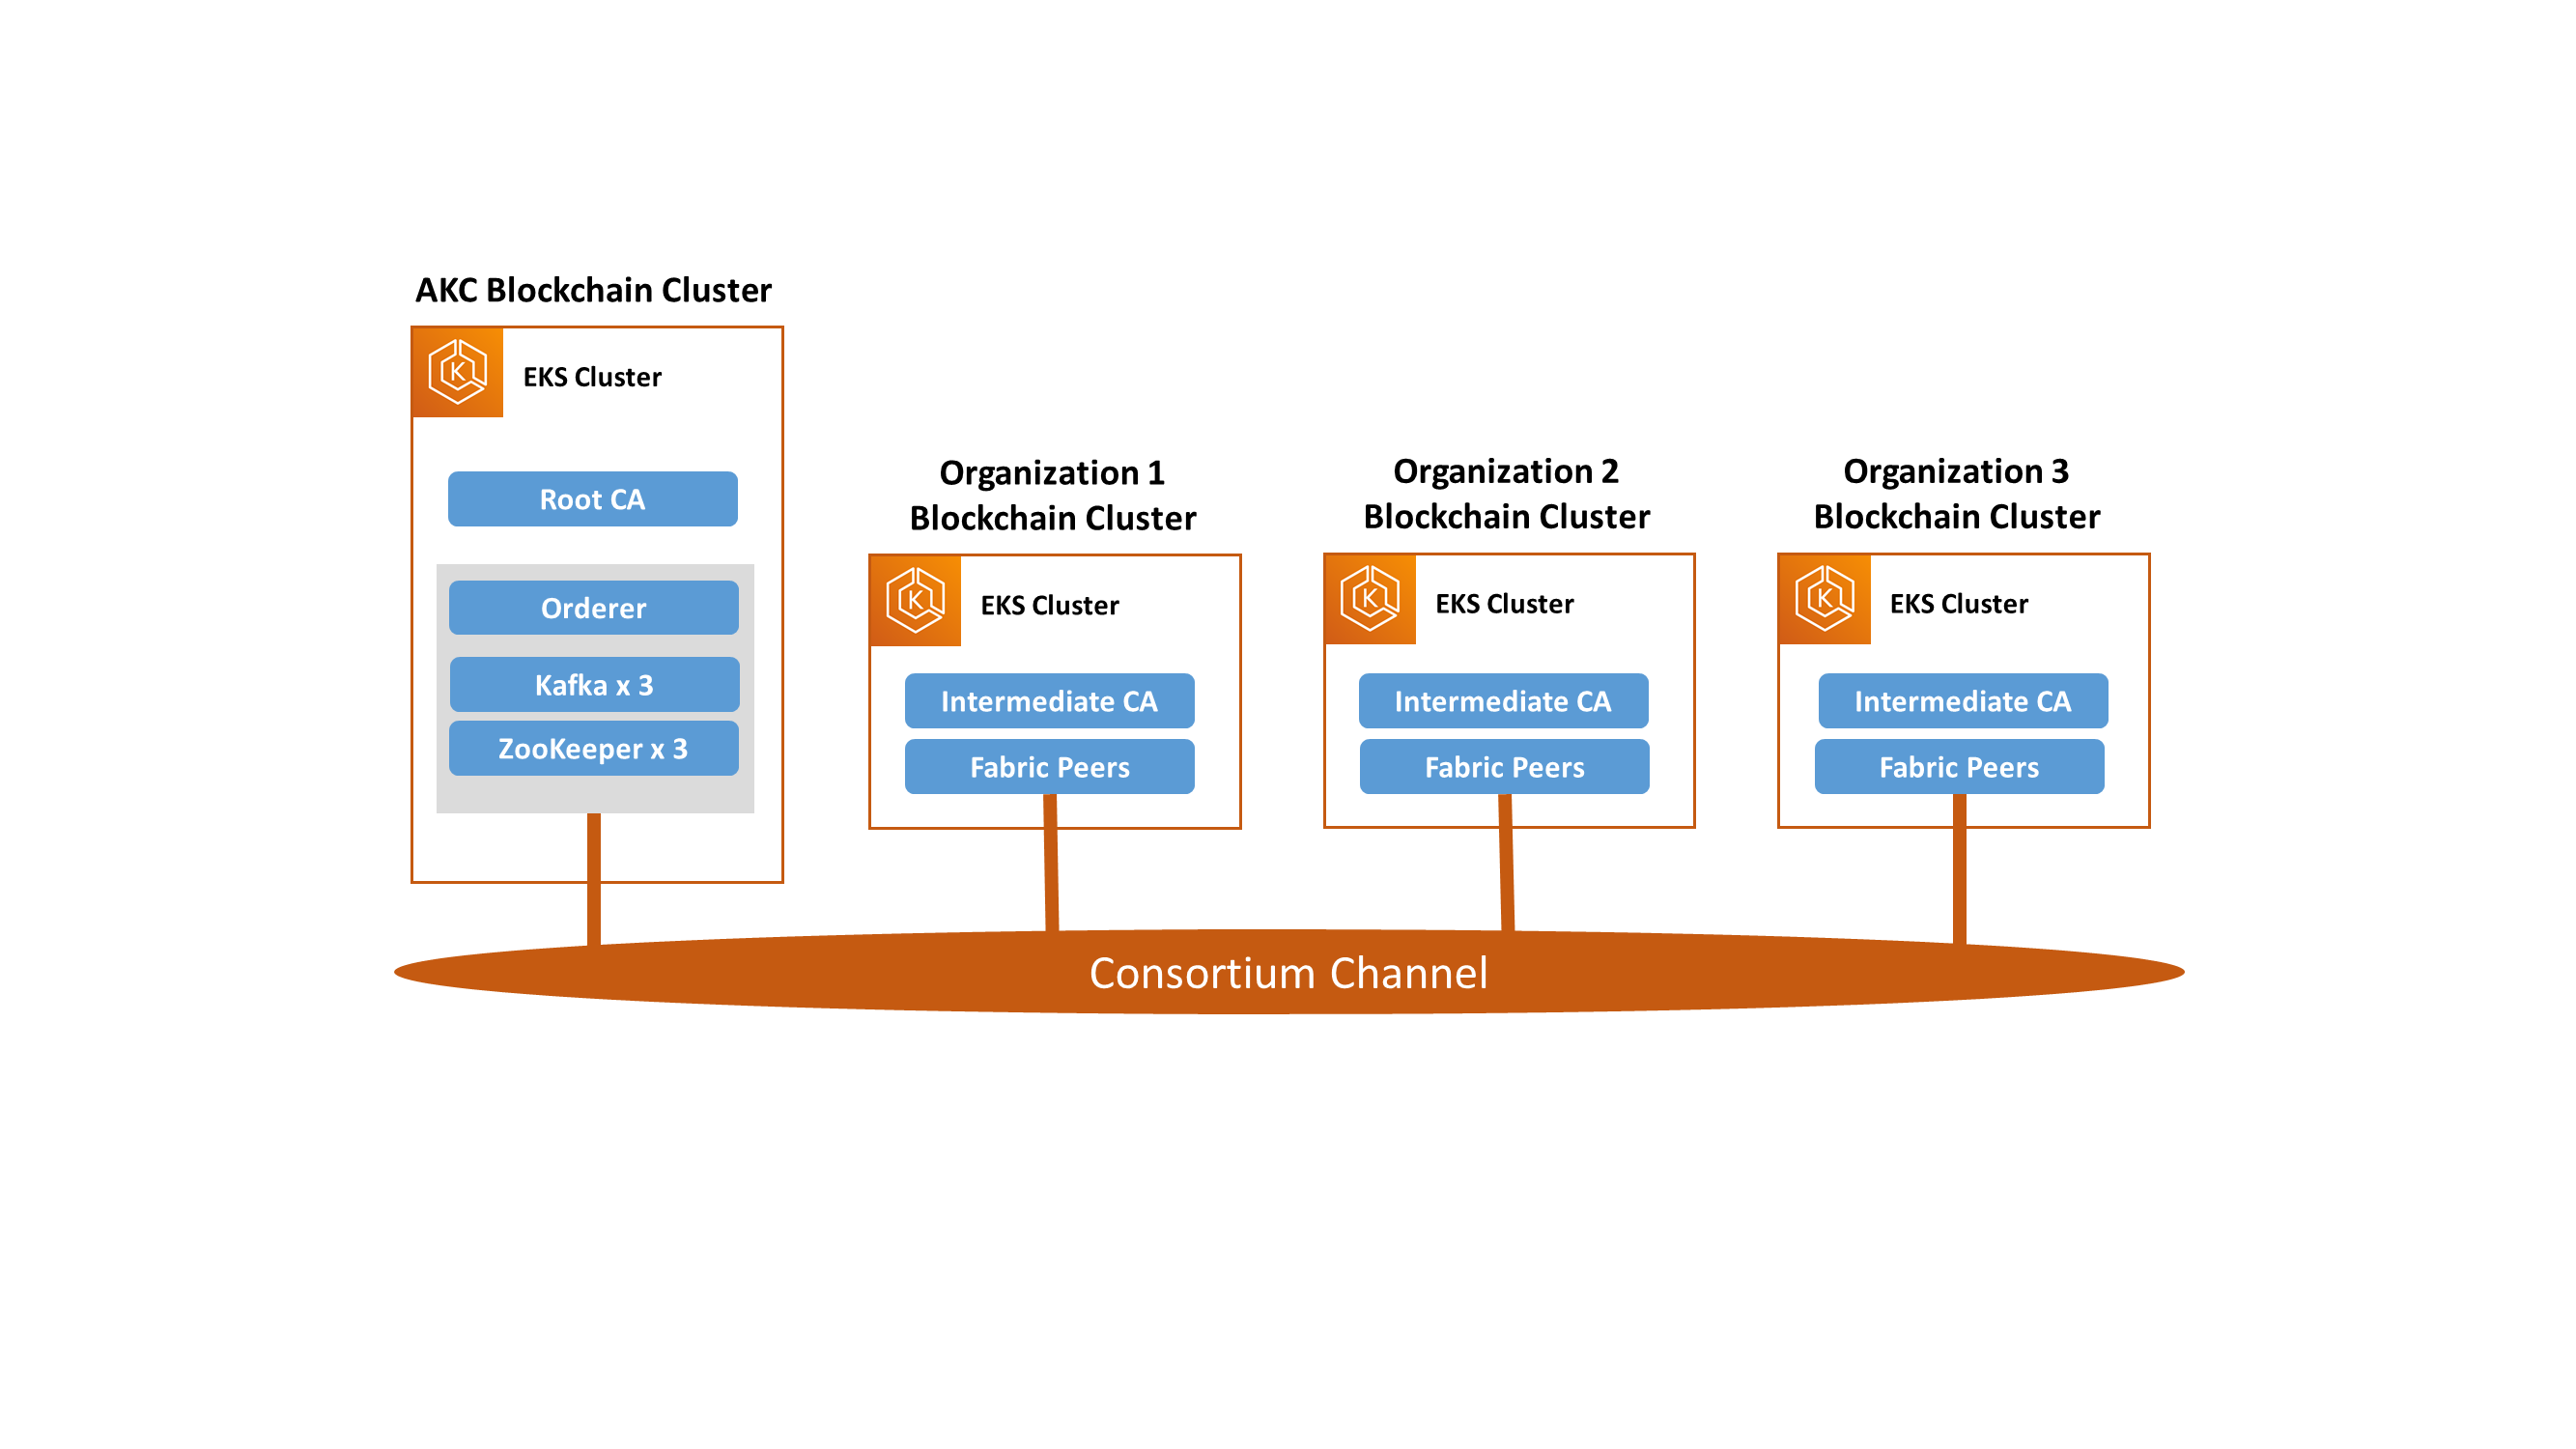 AKC Blockchain Cluster
K
EKS Cluster
Root CA
Orderer
Kafka x 3
ZooKeeper x 3
Organization 1
Blockchain Cluster
K
EKS Cluster
Intermediate CA
Fabric Peers
Organization 2
Blockchain Cluster
K
EKS Cluster
Intermediate CA
Fabric Peers
Organization 3
Blockchain Cluster
K
EKS Cluster
Intermediate CA
Fabric Peers
Consortium Channel